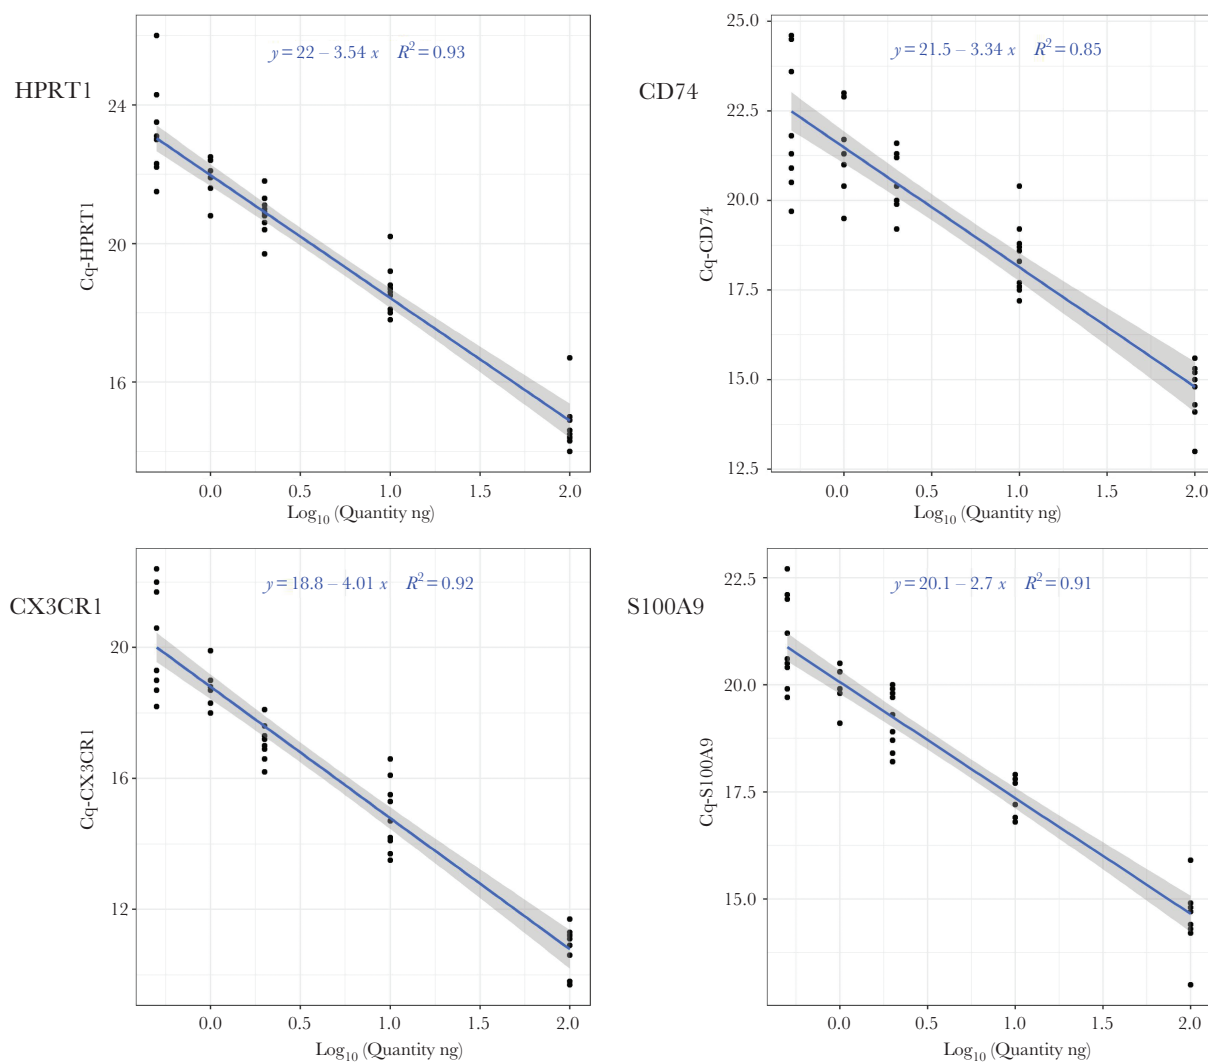 HPRT1
y=22 – 3.54 x R²=0.93
24
20
16
Cq-HPRT1
0.0 0.5 1.0 1.5 2.0
Log₁₀ (Quantity ng)
CD74
y=21.5 – 3.34 x R²=0.85
25.0
22.5
20.0
17.5
15.0
12.5
Cq-CD74
0.0 0.5 1.0 1.5 2.0
Log₁₀ (Quantity ng)
CX3CR1
y=18.8 – 4.01 x R²=0.92
20
16
12
Cq-CX3CR1
0.0 0.5 1.0 1.5 2.0
Log₁₀ (Quantity ng)
S100A9
y=20.1 – 2.7 x R²=0.91
22.5
20.0
17.5
15.0
Cq-S100A9
0.0 0.5 1.0 1.5 2.0
Log₁₀ (Quantity ng)